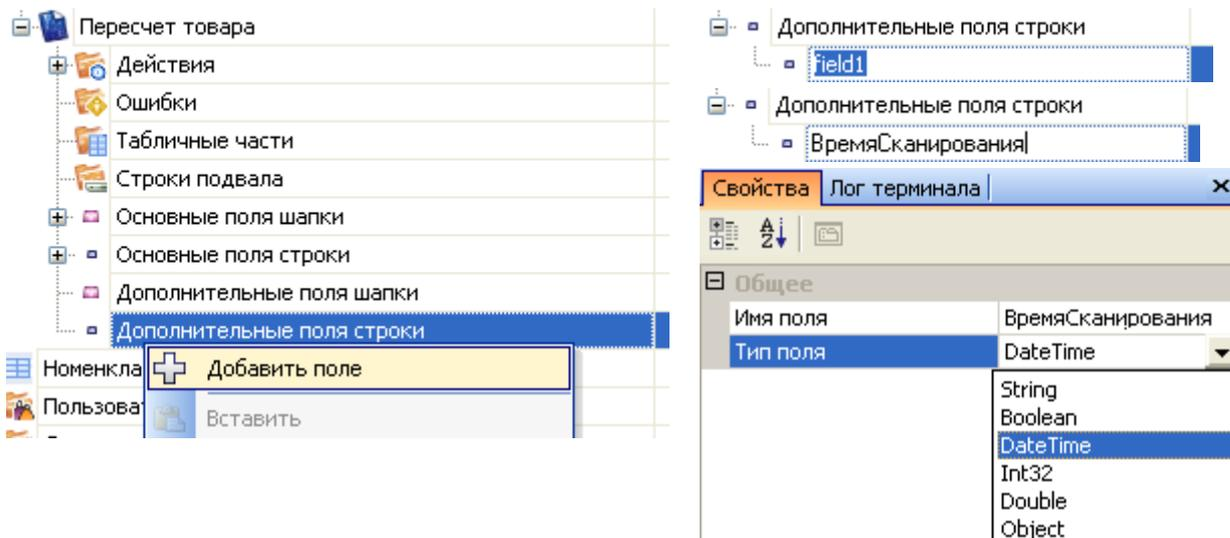 Пересчет товара
Действия
Ошибки
Табличные части
Строки подвала
Основные поля шапки
Основные поля строки
Дополнительные поля шапки
Дополнительные поля строки
Номенкла
Добавить поле
Пользова
Вставить
Дополнительные поля строки
field1
Дополнительные поля строки
ВремяСканирования
Свойства Лог терминала
Общее
Имя поля ВремяСканирования
Тип поля DateTime
String
Boolean
DateTime
Int32
Double
Object